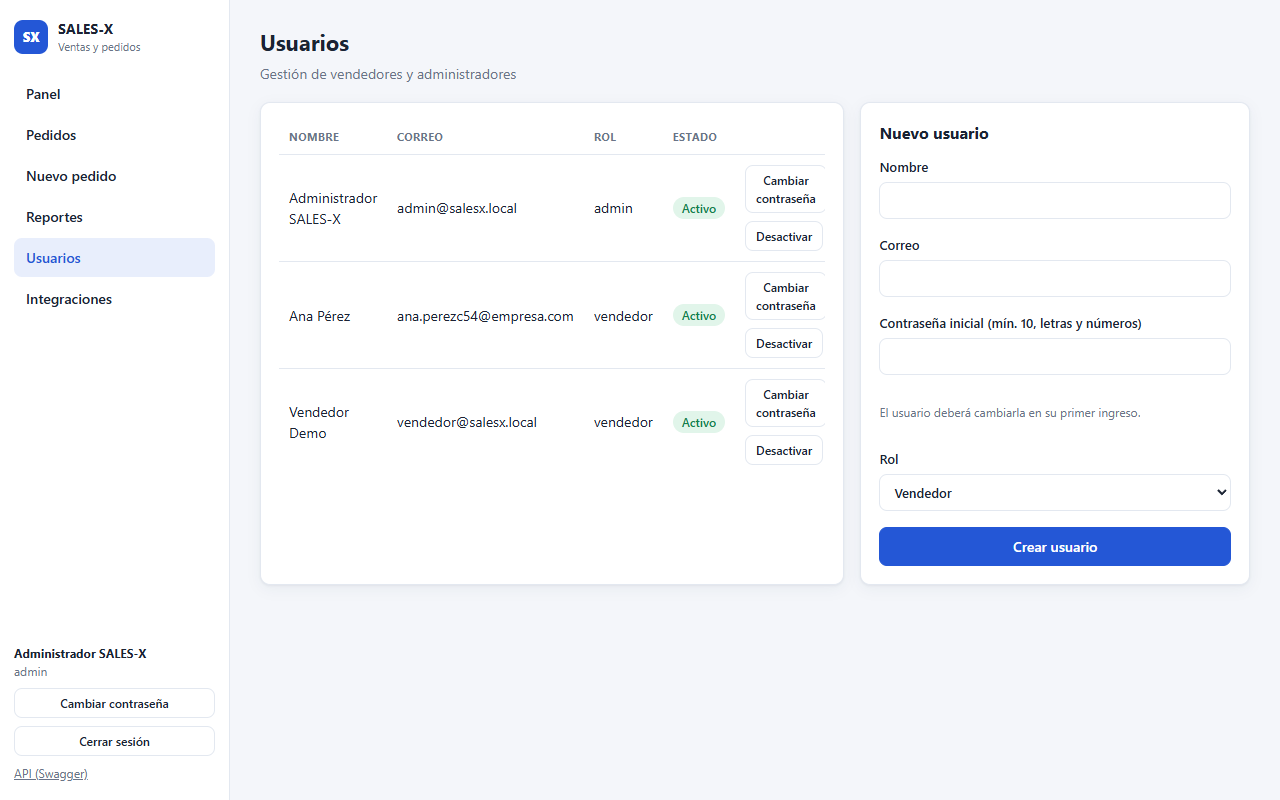 SX
SALES-X
Ventas y pedidos
Panel
Pedidos
Nuevo pedido
Reportes
Usuarios
Integraciones
Administrador SALES-X
admin
Cambiar contraseña
Cerrar sesión
API (Swagger)
Usuarios
Gestión de vendedores y administradores
NOMBRE CORREO ROL ESTADO
Administrador
SALES-X
admin@salesx.local
admin
Activo
Cambiar
contraseña
Desactivar
Ana Pérez
ana.perezc54@empresa.com
vendedor
Activo
Cambiar
contraseña
Desactivar
Vendedor
Demo
vendedor@salesx.local
vendedor
Activo
Cambiar
contraseña
Desactivar
Nuevo usuario
Nombre
Correo
Contraseña inicial (mín. 10, letras y números)
El usuario deberá cambiarla en su primer ingreso.
Rol
Vendedor
Crear usuario